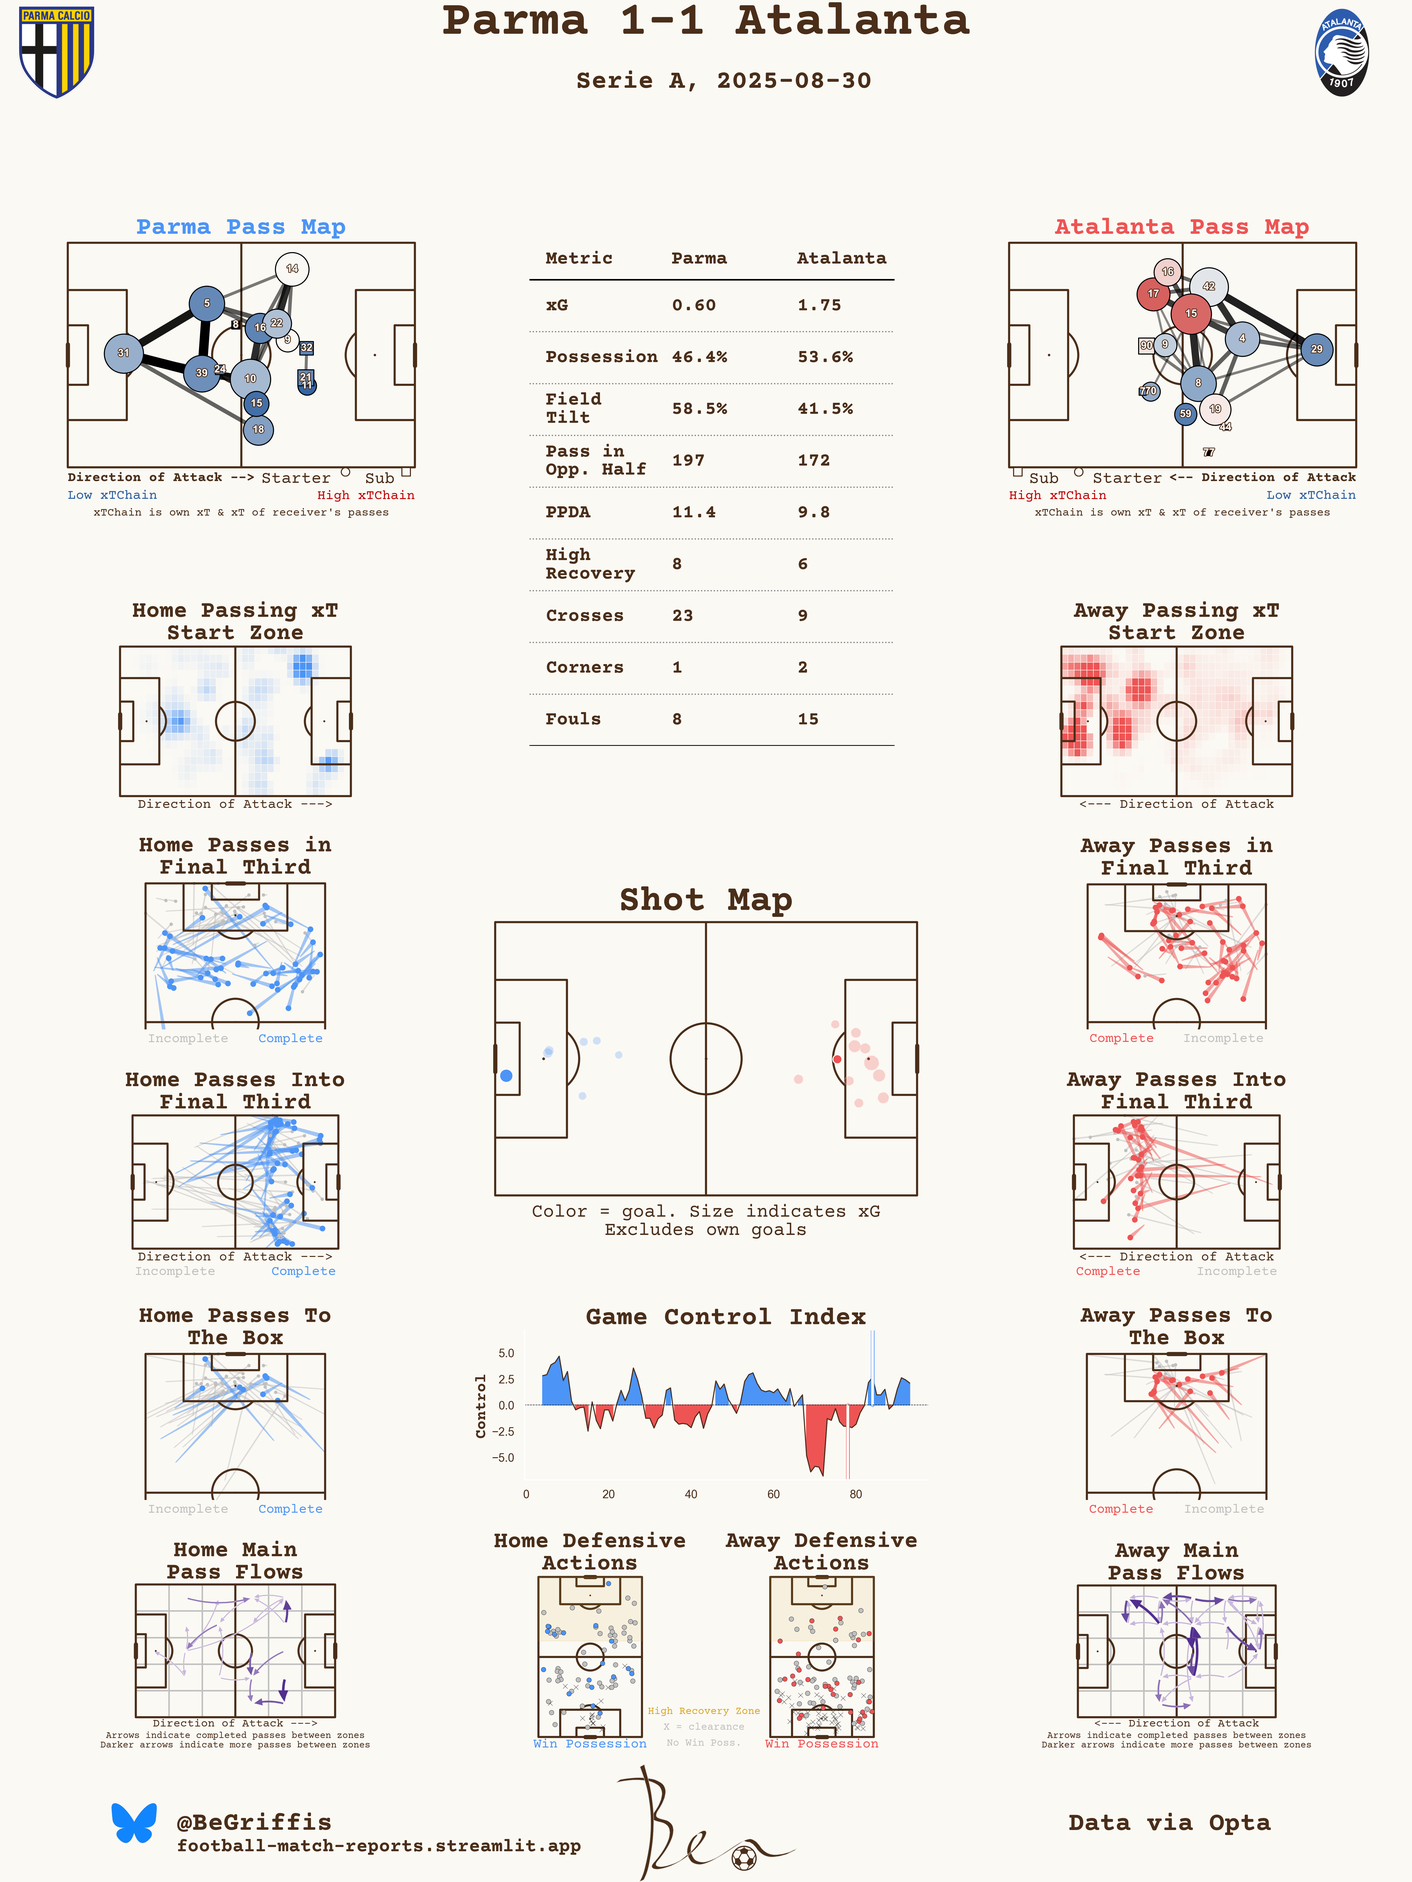 Parma 1-1 Atalanta
Serie A, 2025-08-30
PARMA CALCIO
ATALANTA
1907
Parma Pass Map
14
5
8
16
22
9
32
31
39
24
10
21
11
15
18
Direction of Attack --> Starter Sub
Low xTChain High xTChain
xTChain is own xT & xT of receiver's passes
Metric Parma Atalanta
xG 0.60 1.75
Possession 46.4% 53.6%
Field
Tilt 58.5% 41.5%
Pass in
Opp. Half 197 172
PPDA 11.4 9.8
High
Recovery 8 6
Crosses 23 9
Corners 1 2
Fouls 8 15
Atalanta Pass Map
16
17
42
15
90
9
4
29
8
70
59
19
44
Sub Starter <-- Direction of Attack
High xTChain Low xTChain
xTChain is own xT & xT of receiver's passes
Home Passing xT
Start Zone
Direction of Attack --->
Away Passing xT
Start Zone
<--- Direction of Attack
Home Passes in
Final Third
Incomplete Complete
Away Passes in
Final Third
Complete Incomplete
Shot Map
Color = goal. Size indicates xG
Excludes own goals
Home Passes Into
Final Third
Direction of Attack --->
Incomplete Complete
Away Passes Into
Final Third
<--- Direction of Attack
Complete Incomplete
Home Passes To
The Box
Incomplete Complete
Game Control Index
Control
5.0
2.5
0.0
−2.5
−5.0
0 20 40 60 80
Away Passes To
The Box
Complete Incomplete
Home Main
Pass Flows
Direction of Attack --->
Arrows indicate completed passes between zones
Darker arrows indicate more passes between zones
Home Defensive
Actions
Win Possession
High Recovery Zone
X = clearance
No Win Poss.
Away Defensive
Actions
Win Possession
Away Main
Pass Flows
<--- Direction of Attack
Arrows indicate completed passes between zones
Darker arrows indicate more passes between zones
@BeGriffis
football-match-reports.streamlit.app
Ben
Data via Opta